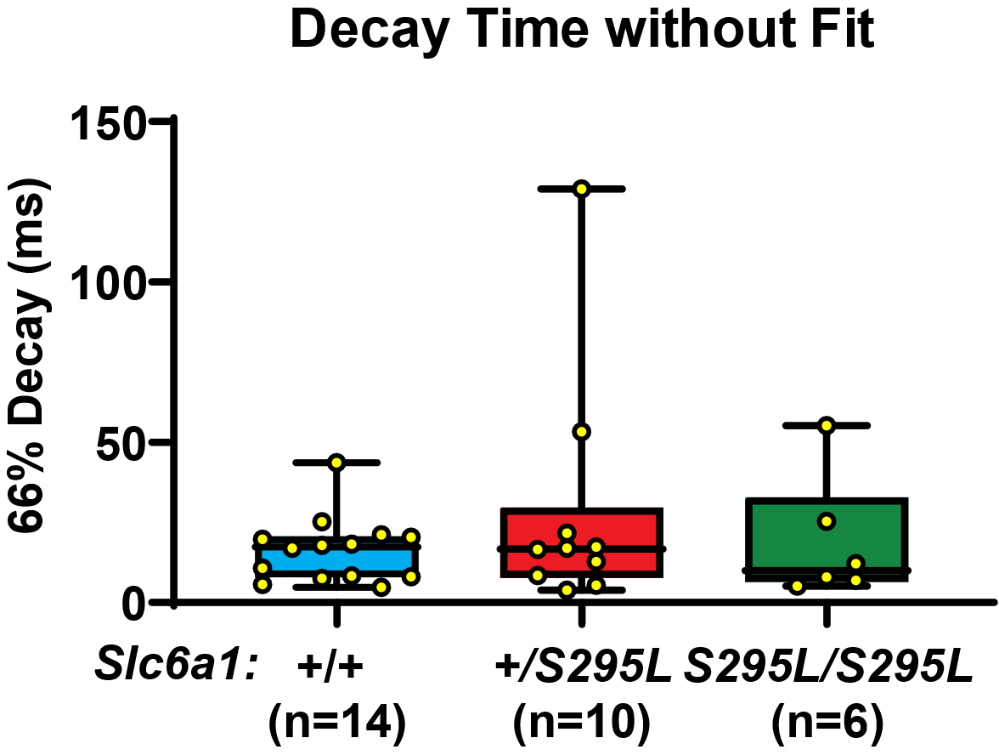 Decay Time without Fit
66% Decay (ms)
150
100
50
0
Slc6a1: +/+ +/S295L S295L/S295L
(n=14) (n=10) (n=6)